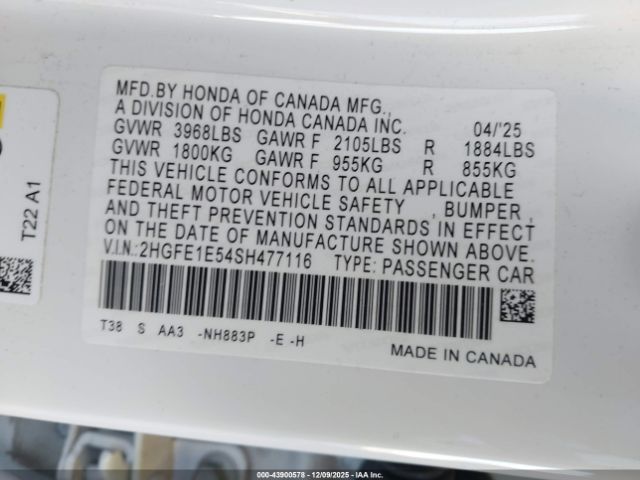 MFD.BY HONDA OF CANADA MFG.,
A DIVISION OF HONDA CANADA INC. 04/'25
GVWR 3968LBS GAWR F 2105LBS R 1884LBS
GVWR 1800KG GAWR F 955KG R 855KG
THIS VEHICLE CONFORMS TO ALL APPLICABLE
FEDERAL MOTOR VEHICLE SAFETY , BUMPER ,
AND THEFT PREVENTION STANDARDS IN EFFECT
ON THE DATE OF MANUFACTURE SHOWN ABOVE.
V.I.N.:2HGFE1E54SH477116 TYPE: PASSENGER CAR
T38 S AA3 -NH883P -E -H
MADE IN CANADA
T22 A1
000-43900578 - 12/09/2025 - IAA Inc.